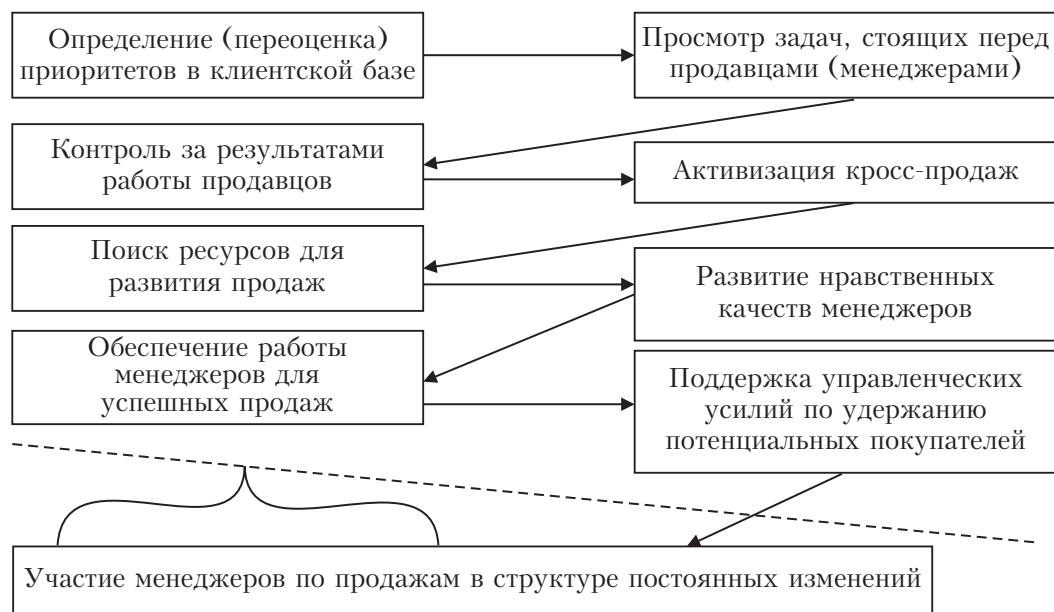 Определение (переоценка)
приоритетов в клиентской базе
Просмотр задач, стоящих перед
продавцами (менеджерами)
Контроль за результатами
работы продавцов
Активизация кросс-продаж
Поиск ресурсов для
развития продаж
Развитие нравственных
качеств менеджеров
Обеспечение работы
менеджеров для
успешных продаж
Поддержка управленческих
усилий по удержанию
потенциальных покупателей
Участие менеджеров по продажам в структуре постоянных изменений